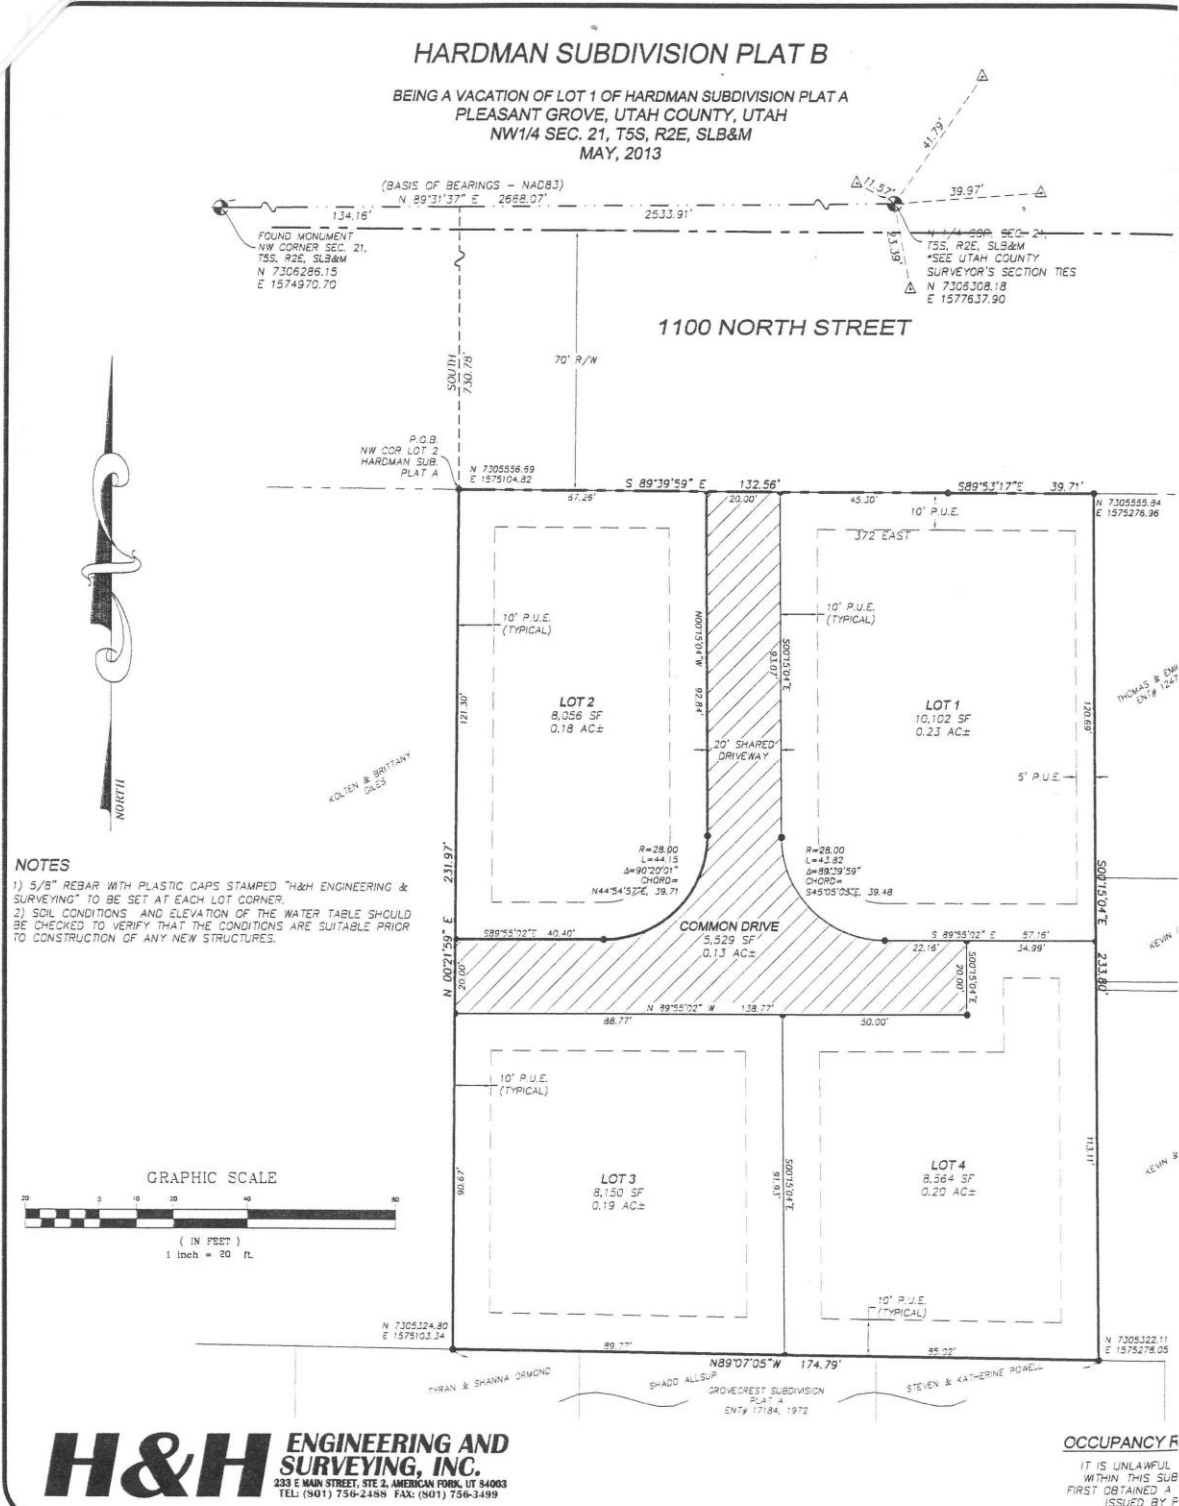 HARDMAN SUBDIVISION PLAT B
BEING A VACATION OF LOT 1 OF HARDMAN SUBDIVISION PLAT A
PLEASANT GROVE, UTAH COUNTY, UTAH
NW1/4 SEC. 21, T5S, R2E, SLB&M
MAY, 2013
41.79'
(BASIS OF BEARINGS - NAD83)
N 89°31'37" E 2668.07'
11.57'
39.97'
134.16'
2533.91'
FOUND MONUMENT
NW CORNER SEC. 21,
T5S, R2E, SLB&M
N 7306286.15
E 1574970.70
N 1/4 COR. SEC. 21,
T5S, R2E, SLB&M
*SEE UTAH COUNTY
SURVEYOR'S SECTION TIES
N 7306308.18
E 1577637.90
1100 NORTH STREET
SOUTH
730.78'
70' R/W
P.O.B.
NW COR LOT 2
HARDMAN SUB.
PLAT A
N 7305556.69
E 1575104.82
S 89°39'59" E 132.56'
S89°53'17"E 39.71'
67.26'
20.00'
45.30'
N 7305555.84
E 1575276.96
10' P.U.E.
372 EAST
10' P.U.E.
(TYPICAL)
10' P.U.E.
(TYPICAL)
N00°15'04"W 92.84'
S00°15'04"E
93.07'
THOMAS &
ENT#
LOT 2
8,056 SF
0.18 AC±
LOT 1
10,102 SF
0.23 AC±
121.30'
120.69'
20' SHARED
DRIVEWAY
5' P.U.E.
KOLTEN & BRITTANY
GILES
NORTH
NOTES
1) 5/8" REBAR WITH PLASTIC CAPS STAMPED "H&H ENGINEERING &
SURVEYING" TO BE SET AT EACH LOT CORNER.
2) SOIL CONDITIONS AND ELEVATION OF THE WATER TABLE SHOULD
BE CHECKED TO VERIFY THAT THE CONDITIONS ARE SUITABLE PRIOR
TO CONSTRUCTION OF ANY NEW STRUCTURES.
R=28.00
L=44.15
Δ=90°20'01"
CHORD=
N44°54'57"E, 39.71
R=28.00
L=43.82
Δ=89°39'59"
CHORD=
S45°05'03"E, 39.48
N 00°21'59" E 231.97'
S00°15'04"E 233.80'
COMMON DRIVE
5,529 SF
0.13 AC±
S89°55'02"E 40.40'
S 89°55'02" E 57.16'
22.16'
34.99'
KEVIN
20.00'
S00°15'04"E
20.00'
N 89°55'02" W 138.77'
88.77'
50.00'
10' P.U.E.
(TYPICAL)
113.11'
KEVIN
LOT 3
8,150 SF
0.19 AC±
LOT 4
8,564 SF
0.20 AC±
90.67'
S00°15'04"E
91.93'
GRAPHIC SCALE
20 0 10 20 40 80
( IN FEET )
1 inch = 20 ft.
10' P.U.E.
(TYPICAL)
N 7305324.80
E 1575103.34
N 7305322.11
E 1575278.05
89.77'
85.02'
N89°07'05"W 174.79'
TYRAN & SHANNA ORMOND
SHADD ALLSUP
STEVEN & KATHERINE POWELL
GROVECREST SUBDIVISION
PLAT A
ENT# 17184, 1972
H&H ENGINEERING AND
SURVEYING, INC.
233 E MAIN STREET, STE 2, AMERICAN FORK, UT 84003
TEL: (801) 756-2488 FAX: (801) 756-3499
OCCUPANCY R
IT IS UNLAWFUL
WITHIN THIS SUB
FIRST OBTAINED A
ISSUED BY P